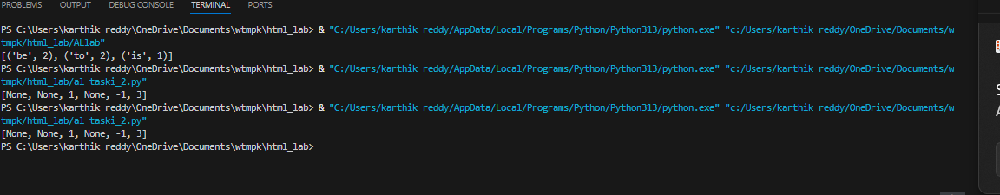 PROBLEMS OUTPUT DEBUG CONSOLE TERMINAL PORTS
PS C:\Users\karthik reddy\OneDrive\Documents\wtmpk\html_lab> & "C:/Users/karthik reddy/AppData/Local/Programs/Python/Python313/python.exe" "c:/Users/karthik reddy/OneDrive/Documents/w
tmpk/html_lab/ALlab"
[('be', 2), ('to', 2), ('is', 1)]
PS C:\Users\karthik reddy\OneDrive\Documents\wtmpk\html_lab> & "C:/Users/karthik reddy/AppData/Local/Programs/Python/Python313/python.exe" "c:/Users/karthik reddy/OneDrive/Documents/w
tmpk/html_lab/al taski_2.py"
[None, None, 1, None, -1, 3]
PS C:\Users\karthik reddy\OneDrive\Documents\wtmpk\html_lab> & "C:/Users/karthik reddy/AppData/Local/Programs/Python/Python313/python.exe" "c:/Users/karthik reddy/OneDrive/Documents/w
tmpk/html_lab/al taski_2.py"
[None, None, 1, None, -1, 3]
PS C:\Users\karthik reddy\OneDrive\Documents\wtmpk\html_lab>